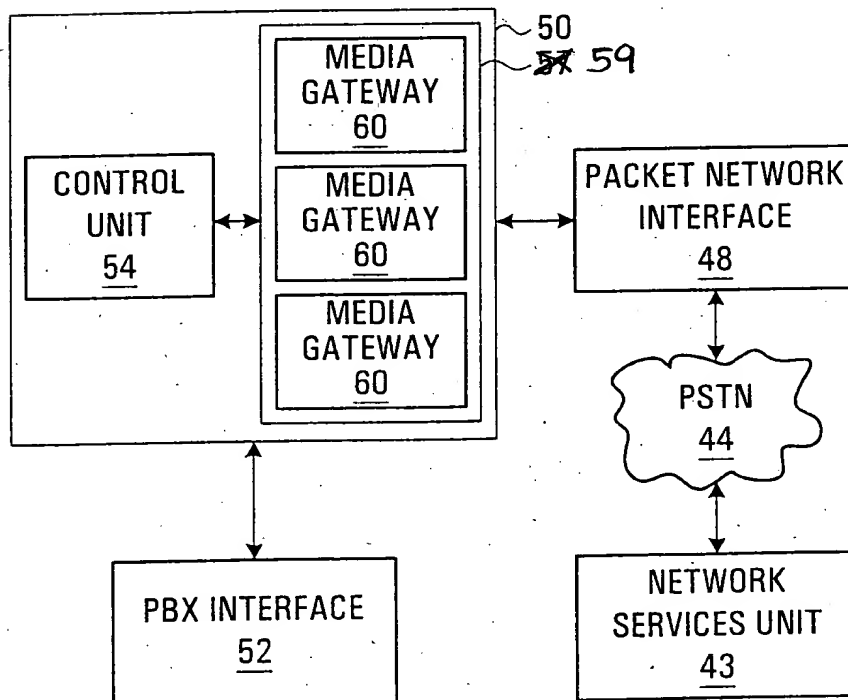 50
59
MEDIA
GATEWAY
60
MEDIA
GATEWAY
60
MEDIA
GATEWAY
60
CONTROL
UNIT
54
PACKET NETWORK
INTERFACE
48
PSTN
44
PBX INTERFACE
52
NETWORK
SERVICES UNIT
43